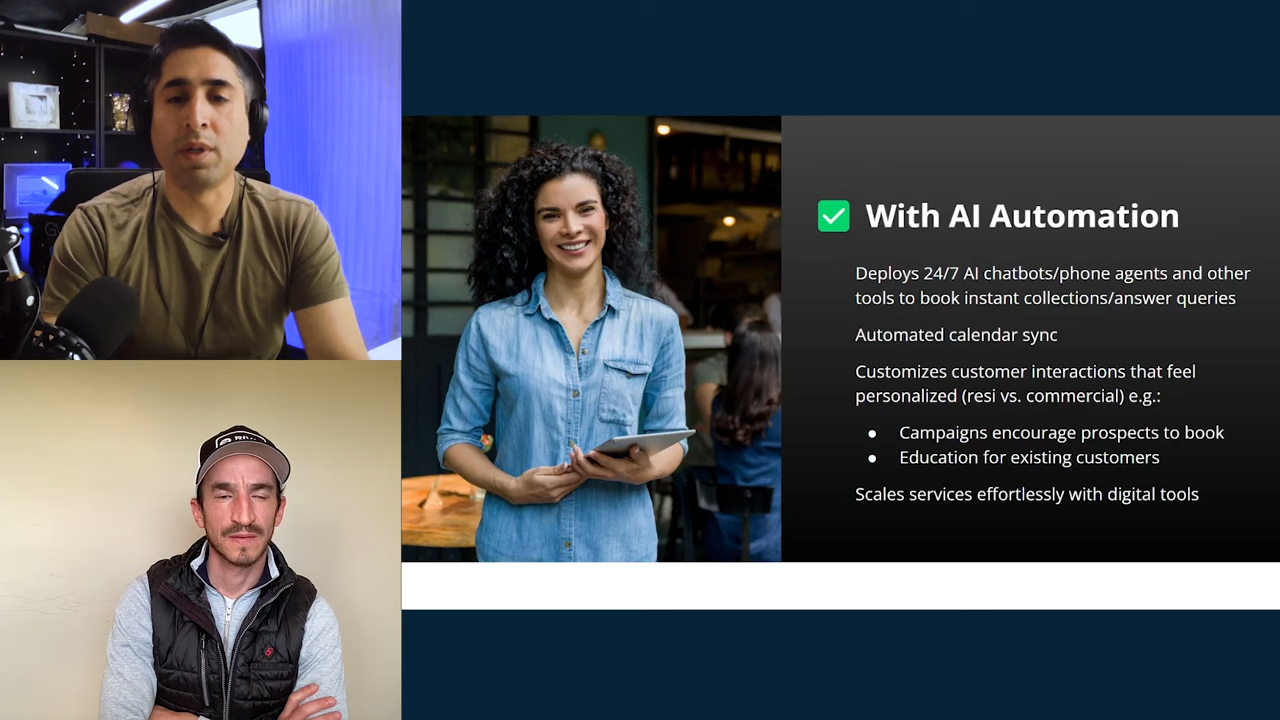 With AI Automation
Deploys 24/7 AI chatbots/phone agents and other
tools to book instant collections/answer queries
Automated calendar sync
Customizes customer interactions that feel
personalized (resi vs. commercial) e.g.:
● Campaigns encourage prospects to book
● Education for existing customers
Scales services effortlessly with digital tools